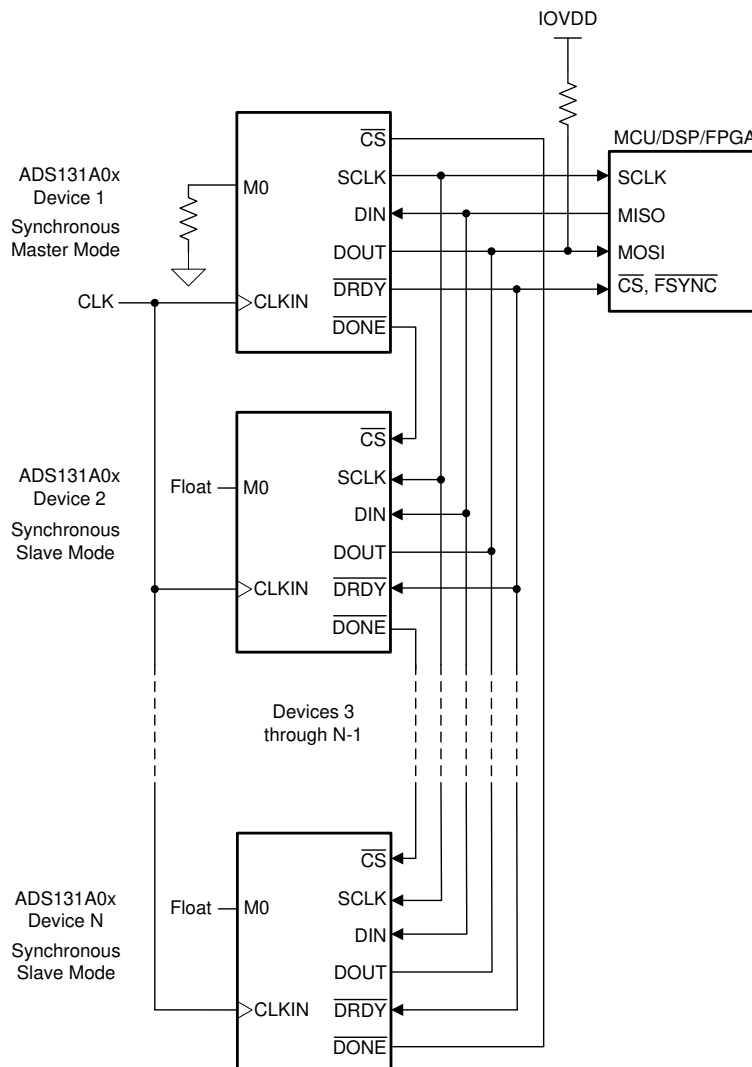 IOVDD
MCU/DSP/FPGA
SCLK
MISO
MOSI
CS, FSYNC
ADS131A0x
Device 1
Synchronous
Master Mode
M0
CLK
CLKIN
CS
SCLK
DIN
DOUT
DRDY
DONE
ADS131A0x
Device 2
Synchronous
Slave Mode
Float
M0
CLKIN
CS
SCLK
DIN
DOUT
DRDY
DONE
Devices 3
through N-1
ADS131A0x
Device N
Synchronous
Slave Mode
Float
M0
CLKIN
CS
SCLK
DIN
DOUT
DRDY
DONE